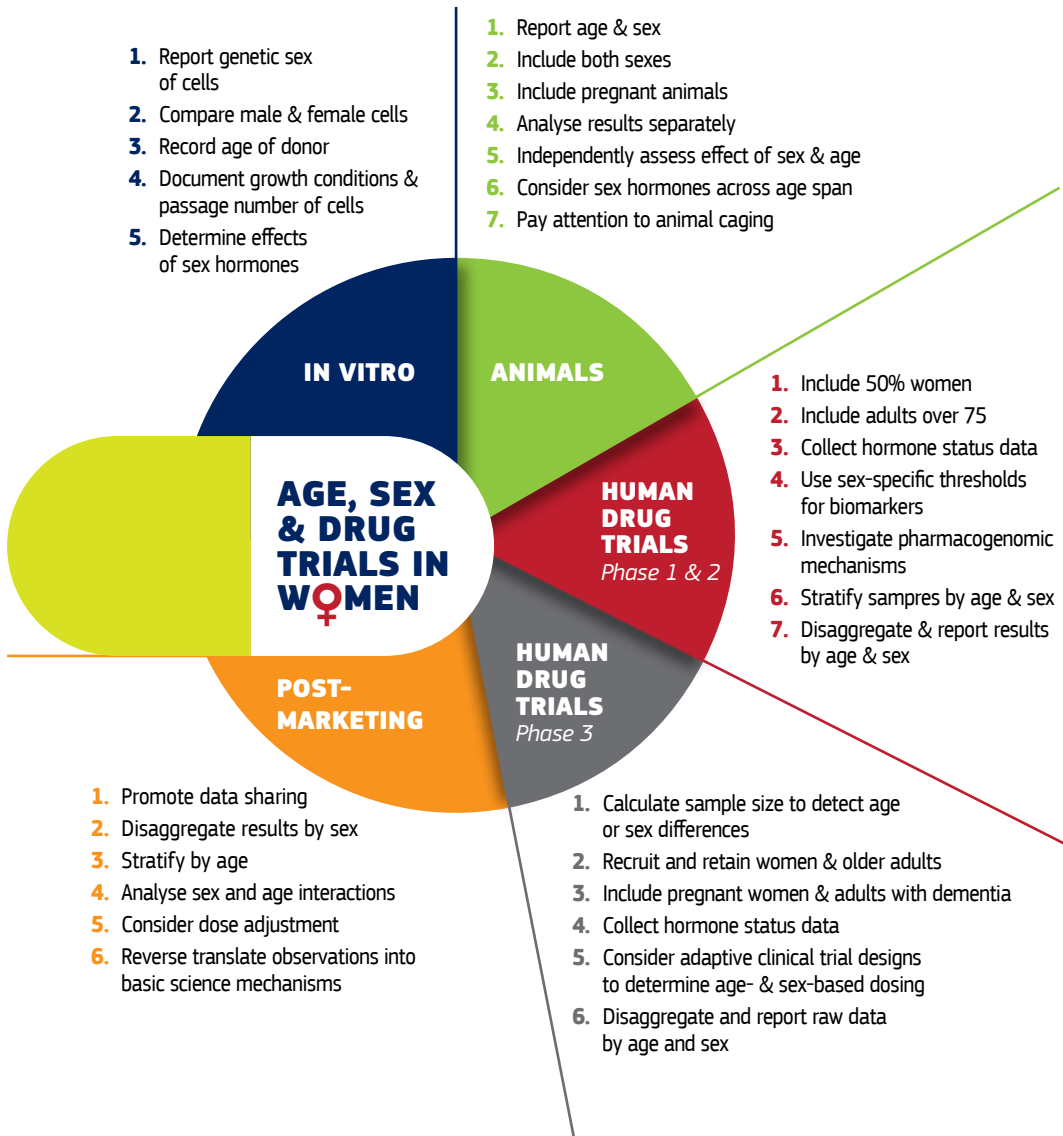 1. Report genetic sex
of cells
2. Compare male & female cells
3. Record age of donor
4. Document growth conditions &
passage number of cells
5. Determine effects
of sex hormones
1. Report age & sex
2. Include both sexes
3. Include pregnant animals
4. Analyse results separately
5. Independently assess effect of sex & age
6. Consider sex hormones across age span
7. Pay attention to animal caging
IN VITRO
ANIMALS
1. Include 50% women
2. Include adults over 75
3. Collect hormone status data
4. Use sex-specific thresholds
for biomarkers
5. Investigate pharmacogenomic
mechanisms
6. Stratify sampres by age & sex
7. Disaggregate & report results
by age & sex
AGE, SEX
& DRUG
TRIALS IN
WOMEN
HUMAN
DRUG
TRIALS
Phase 1 & 2
HUMAN
DRUG
TRIALS
Phase 3
POST-
MARKETING
1. Promote data sharing
2. Disaggregate results by sex
3. Stratify by age
4. Analyse sex and age interactions
5. Consider dose adjustment
6. Reverse translate observations into
basic science mechanisms
1. Calculate sample size to detect age
or sex differences
2. Recruit and retain women & older adults
3. Include pregnant women & adults with dementia
4. Collect hormone status data
5. Consider adaptive clinical trial designs
to determine age- & sex-based dosing
6. Disaggregate and report raw data
by age and sex